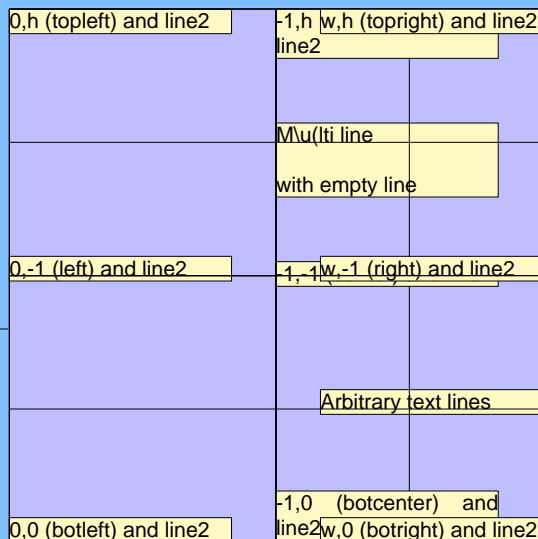 0,h (topleft) and line2
-1,h
line2
w,h (topright) and line2
M\u(lti line
with empty line
0,-1 (left) and line2
-1,-1
w,-1 (right) and line2
Arbitrary text lines
-1,0 (botcenter) and
line2
0,0 (botleft) and line2
w,0 (botright) and line2